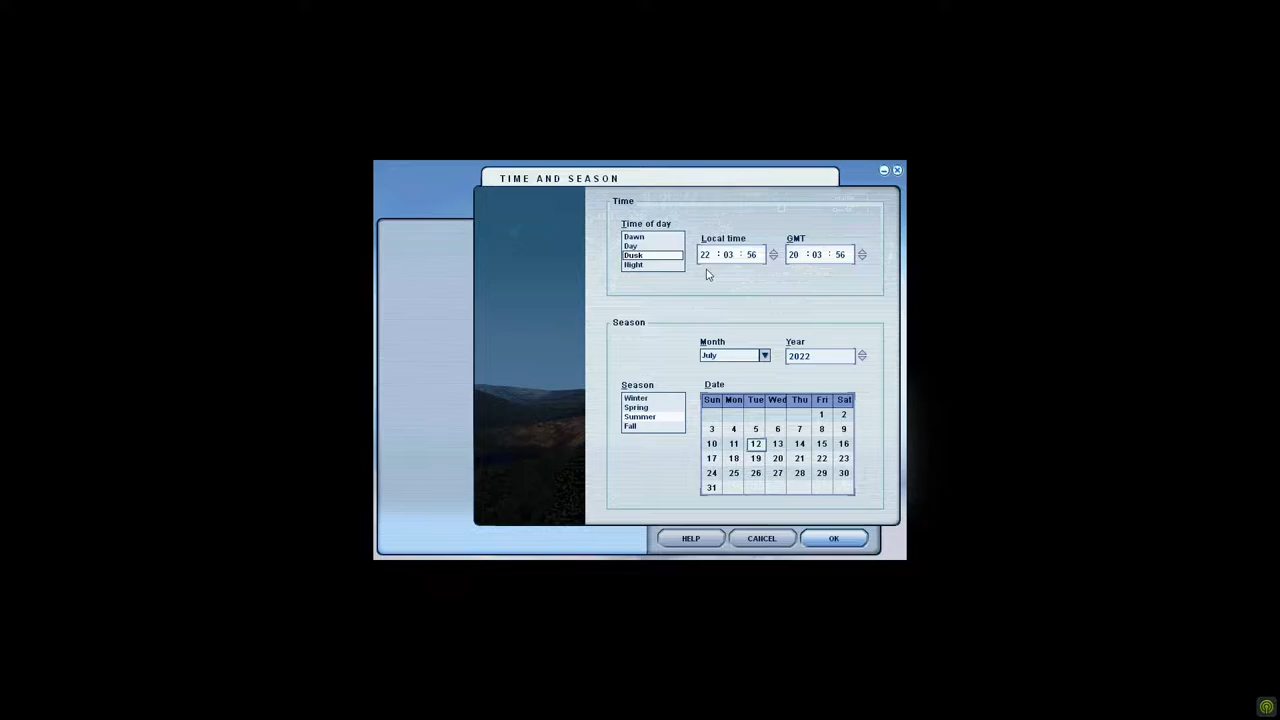 TIME AND SEASON
Time
Time of day
Dawn
Day
Dusk
Night
Local time
22 : 03 : 56
GMT
20 : 03 : 56
Season
Month
July
Year
2022
Season
Winter
Spring
Summer
Fall
Date
Sun Mon Tue Wed Thu Fri Sat
1 2
3 4 5 6 7 8 9
10 11 12 13 14 15 16
17 18 19 20 21 22 23
24 25 26 27 28 29 30
31
HELP CANCEL OK